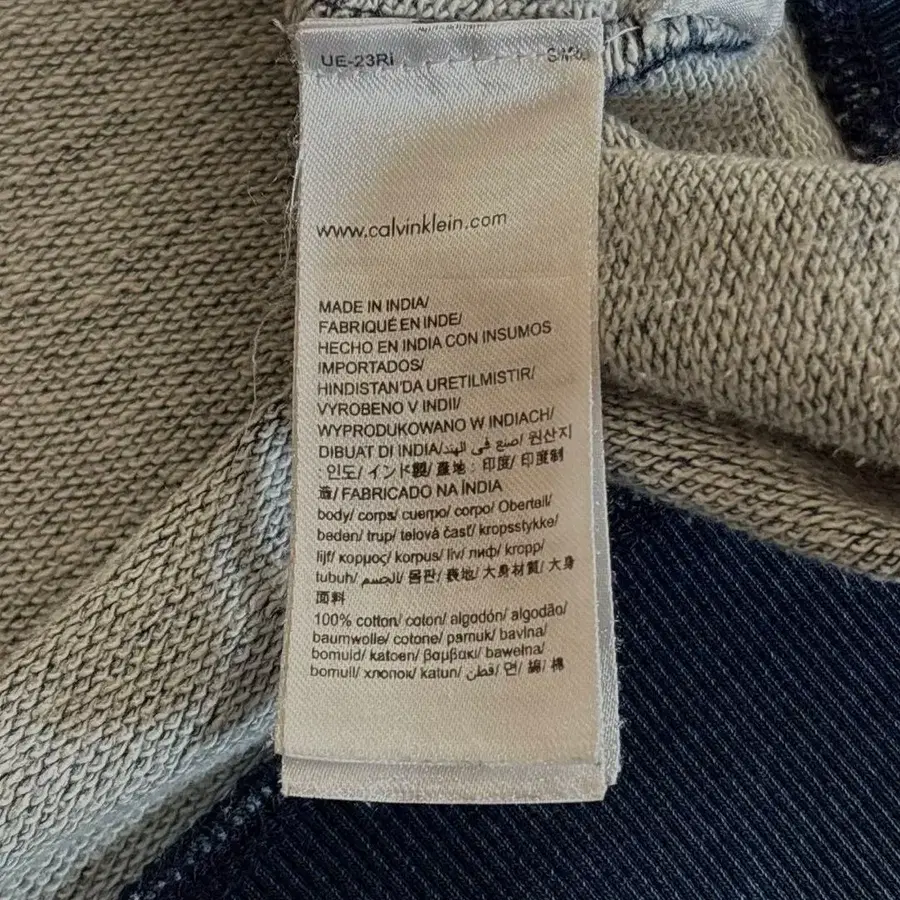 UE-23RI
www.calvinklein.com
MADE IN INDIA/
FABRIQUÉ EN INDE/
HECHO EN INDIA CON INSUMOS
IMPORTADOS/
HINDISTAN'DA URETILMISTIR/
VYROBENO V INDII/
WYPRODUKOWANO W INDIACH/
DIBUAT DI INDIA/صنع في الهند/ 원산지
인도/ インド製/ 產地：印度/ 印度制
造/ FABRICADO NA ÍNDIA
body/ corps/ cuerpo/ corpo/ Oberteil/
beden/ trup/ telová časť/ kropsstykke/
lijf/ κορμος/ korpus/ liv/ лиф/ kropp/
tubuh/ الجسم/ 몸판/ 表地/ 大身材質/ 大身
面料
100% cotton/ coton/ algodón/ algodão/
baumwolle/ cotone/ pamuk/ bavlna/
bomuld/ katoen/ βαμβακι/ bawełna/
bomull/ хлопок/ katun/ قطن/ 면/ 綿/ 棉